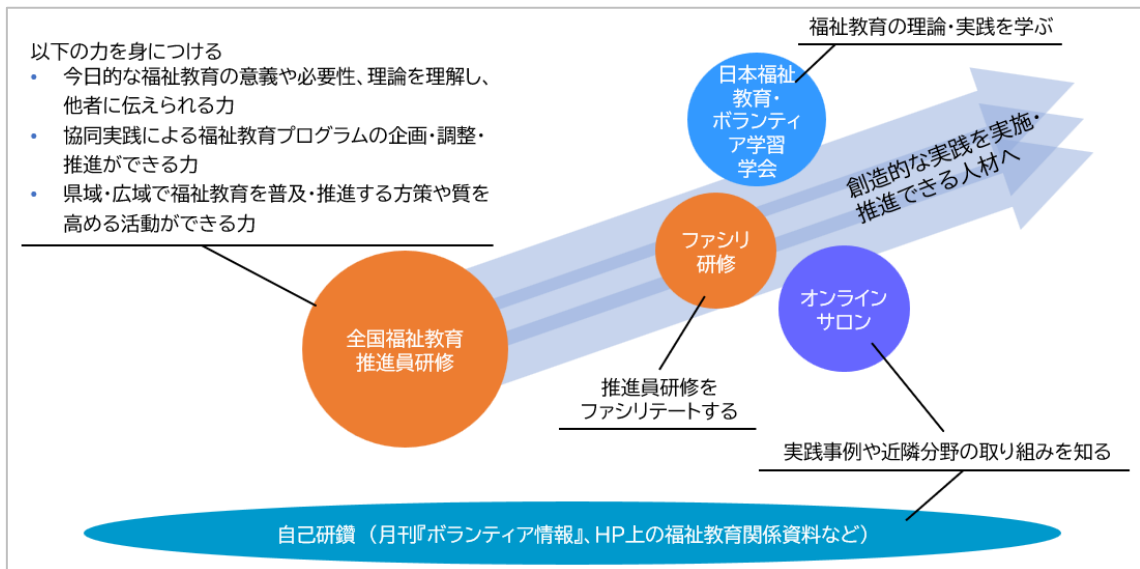 福祉教育の理論・実践を学ぶ
以下の力を身につける
• 今日的な福祉教育の意義や必要性、理論を理解し、
他者に伝えられる力
• 協同実践による福祉教育プログラムの企画・調整・
推進ができる力
• 県域・広域で福祉教育を普及・推進する方策や質を
高める活動ができる力
日本福祉
教育・
ボランティ
ア学習
学会
創造的な実践を実施・
推進できる人材へ
ファシリ
研修
オンライン
サロン
全国福祉教育
推進員研修
推進員研修を
ファシリテートする
実践事例や近隣分野の取り組みを知る
自己研鑽 (月刊『ボランティア情報』、HP上の福祉教育関係資料など)